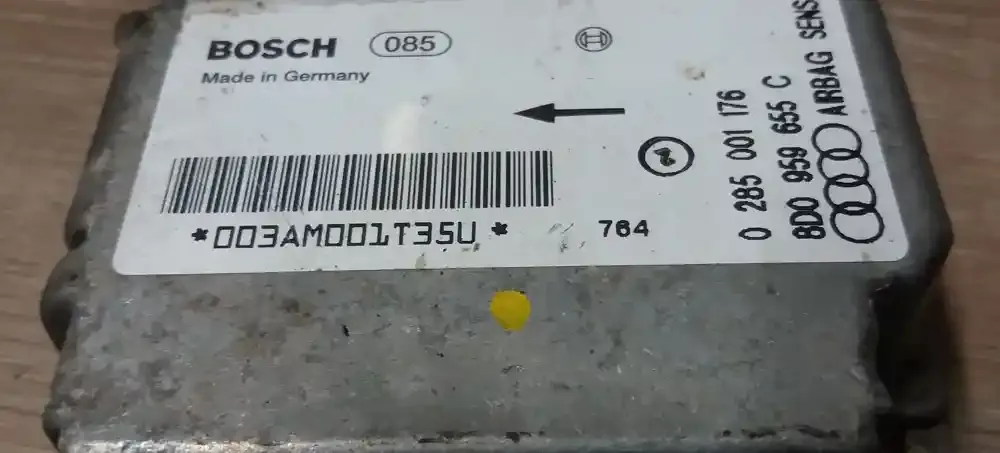 BOSCH 085
Made in Germany
*003AM001T35U*
764
0 285 001 176
8D0 959 655 C
AIRBAG SENS